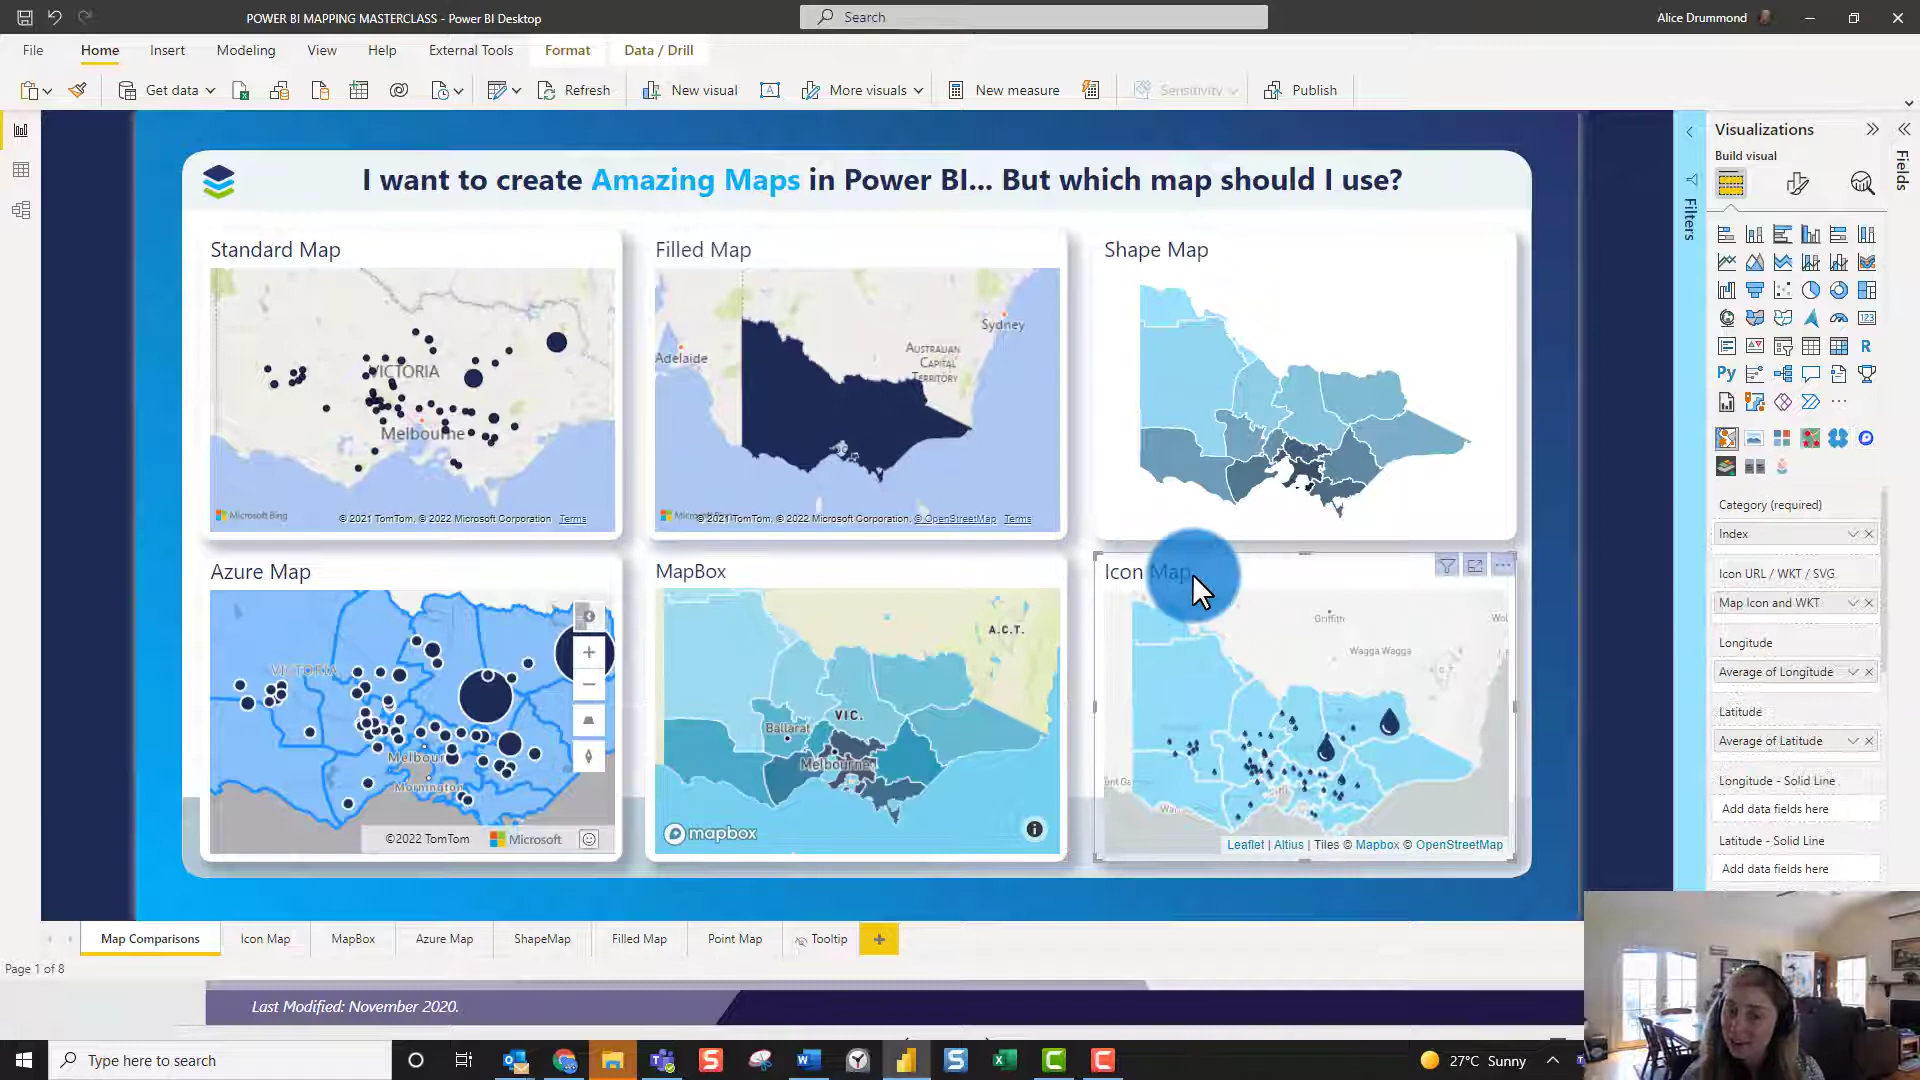 POWER BI MAPPING MASTERCLASS - Power BI Desktop
Search
Alice Drummond
File
Home
Insert
Modeling
View
Help
External Tools
Format
Data / Drill
Get data
Refresh
New visual
More visuals
New measure
Sensitivity
Publish
I want to create Amazing Maps in Power BI... But which map should I use?
Standard Map
VICTORIA
Melbourne
Microsoft Bing
© 2021 TomTom, © 2022 Microsoft Corporation Terms
Filled Map
Sydney
Adelaide
AUSTRALIAN
CAPITAL
TERRITORY
© 2021 TomTom, © 2022 Microsoft Corporation, © OpenStreetMap Terms
Shape Map
Azure Map
VICTORIA
Melbour
Mornington
©2022 TomTom
Microsoft
MapBox
A.C.T.
VIC.
Ballarat
Melbourne
mapbox
Icon Map
Griffith
Wol
Wagga Wagga
Leaflet | Altius | Tiles © Mapbox © OpenStreetMap
Filters
Visualizations
Build visual
Fields
123
R
Py
Category (required)
Index
Icon URL / WKT / SVG
Map Icon and WKT
Longitude
Average of Longitude
Latitude
Average of Latitude
Longitude - Solid Line
Add data fields here
Latitude - Solid Line
Add data fields here
Map Comparisons
Icon Map
MapBox
Azure Map
ShapeMap
Filled Map
Point Map
Tooltip
Page 1 of 8
Last Modified: November 2020.
Type here to search
27°C Sunny